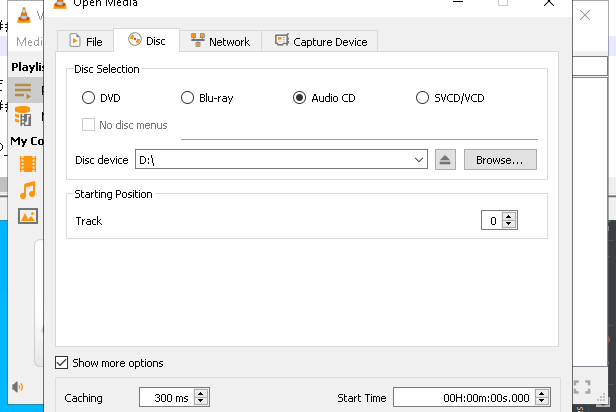 Open Media
V
Medi
File
Disc
Network
Capture Device
Playlis
Disc Selection
DVD
Blu-ray
Audio CD
SVCD/VCD
No disc menus
My Co
Disc device
D:\
Browse...
Starting Position
Track
0
Show more options
Caching
300 ms
Start Time
00H:00m:00s.000